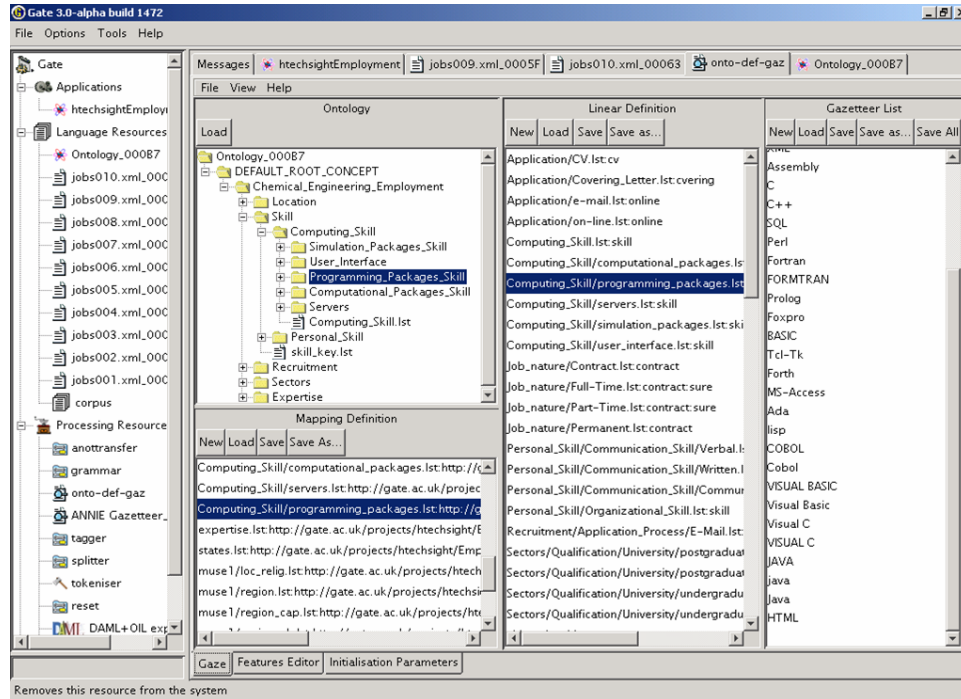 Gate 3.0-alpha build 1472
File Options Tools Help
Gate
Applications
htechsightEmployi
Language Resources
Ontology_000B7
jobs010.xml_000
jobs009.xml_000
jobs008.xml_000
jobs007.xml_000
jobs006.xml_000
jobs005.xml_000
jobs004.xml_000
jobs003.xml_000
jobs002.xml_000
jobs001.xml_000
corpus
Processing Resource
anottransfer
grammar
onto-def-gaz
ANNIE Gazetteer_
tagger
splitter
tokeniser
reset
DAML+OIL exp
Messages htechsightEmployment jobs009.xml_0005F jobs010.xml_00063 onto-def-gaz Ontology_000B7
File View Help
Ontology
Load
Ontology_000B7
DEFAULT_ROOT_CONCEPT
Chemical_Engineering_Employment
Location
Skill
Computing_Skill
Simulation_Packages_Skill
User_Interface
Programming_Packages_Skill
Computational_Packages_Skill
Servers
Computing_Skill.lst
Personal_Skill
skill_key.lst
Recruitment
Sectors
Expertise
Mapping Definition
New Load Save Save As...
Computing_Skill/computational_packages.lst:http://g
Computing_Skill/servers.lst:http://gate.ac.uk/projec
Computing_Skill/programming_packages.lst:http://g
expertise.lst:http://gate.ac.uk/projects/htechsight/E
states.lst:http://gate.ac.uk/projects/htechsight/Emp
muse1/loc_relig.lst:http://gate.ac.uk/projects/htech
muse1/region.lst:http://gate.ac.uk/projects/htechsi
muse1/region_cap.lst:http://gate.ac.uk/projects/hte
Linear Definition
New Load Save Save as...
Application/CV.lst:cv
Application/Covering_Letter.lst:cvering
Application/e-mail.lst:online
Application/on-line.lst:online
Computing_Skill.lst:skill
Computing_Skill/computational_packages.ls
Computing_Skill/programming_packages.lst
Computing_Skill/servers.lst:skill
Computing_Skill/simulation_packages.lst:ski
Computing_Skill/user_interface.lst:skill
Job_nature/Contract.lst:contract
Job_nature/Full-Time.lst:contract:sure
Job_nature/Part-Time.lst:contract:sure
Job_nature/Permanent.lst:contract
Personal_Skill/Communication_Skill/Verbal.l
Personal_Skill/Communication_Skill/Written.l
Personal_Skill/Communication_Skill/Commur
Personal_Skill/Organizational_Skill.lst:skill
Recruitment/Application_Process/E-Mail.lst:
Sectors/Qualification/University/postgradua
Sectors/Qualification/University/postgradua
Sectors/Qualification/University/undergradu
Sectors/Qualification/University/undergradu
Gazetteer List
New Load Save Save as... Save All
XML
Assembly
C
C++
SQL
Perl
Fortran
FORMTRAN
Prolog
Foxpro
BASIC
Tcl-Tk
Forth
MS-Access
Ada
lisp
COBOL
Cobol
VISUAL BASIC
Visual Basic
Visual C
VISUAL C
JAVA
java
Java
HTML
Gaze Features Editor Initialisation Parameters
Removes this resource from the system